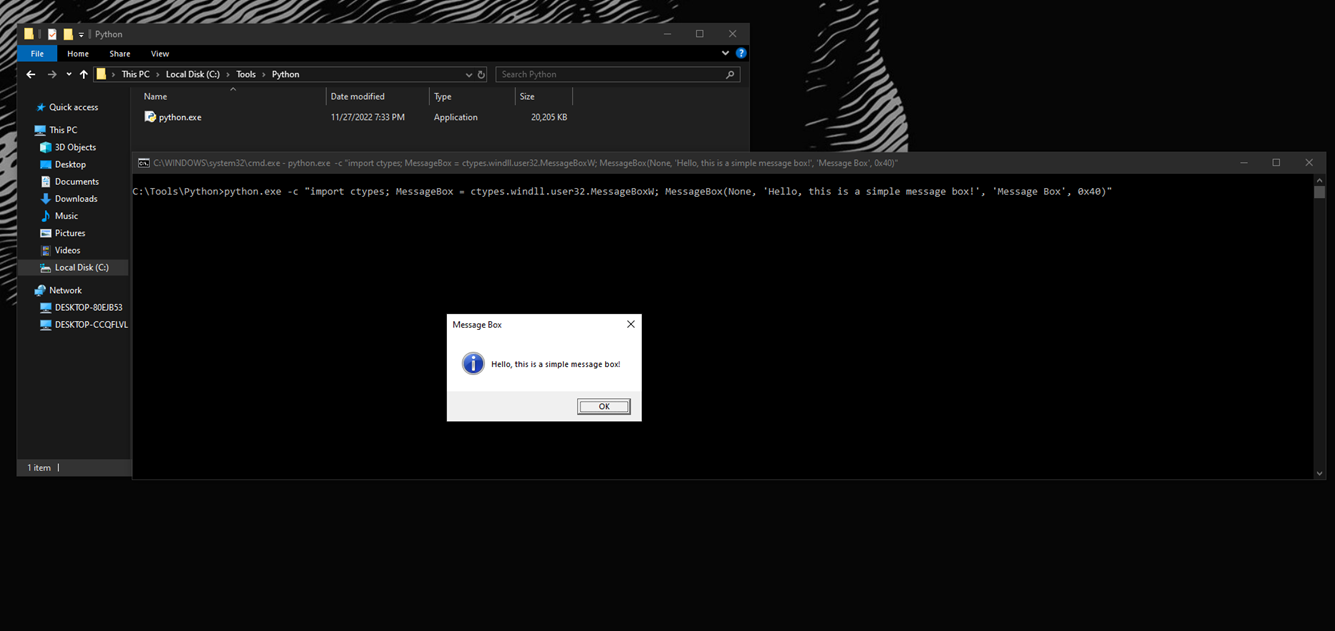 Python
File Home Share View
This PC Local Disk (C:) Tools Python Search Python
Name Date modified Type Size
python.exe 11/27/2022 7:33 PM Application 20,205 KB
Quick access
This PC
3D Objects
Desktop
Documents
Downloads
Music
Pictures
Videos
Local Disk (C:)
Network
DESKTOP-80EJB53
DESKTOP-CCQFLVL
1 item
C:\WINDOWS\system32\cmd.exe - python.exe -c "import ctypes; MessageBox = ctypes.windll.user32.MessageBoxW; MessageBox(None, 'Hello, this is a simple message box!', 'Message Box', 0x40)"
C:\Tools\Python>python.exe -c "import ctypes; MessageBox = ctypes.windll.user32.MessageBoxW; MessageBox(None, 'Hello, this is a simple message box!', 'Message Box', 0x40)"
Message Box
Hello, this is a simple message box!
OK